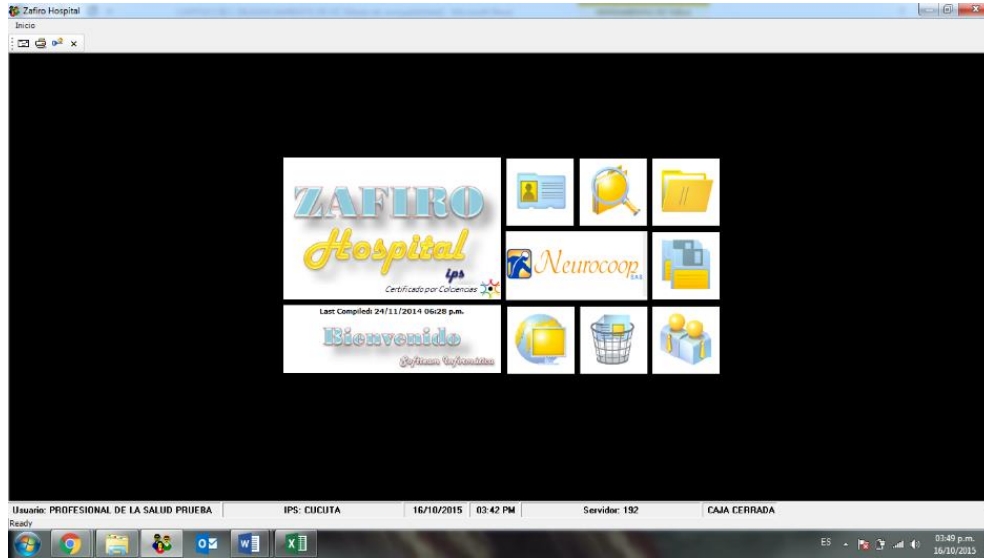 Zafiro Hospital
Inicio
ZAFIRO
Hospital
ips
Certificado por Colciencias
Neurocoop
S.A.S
Last Compiled: 24/11/2014 06:28 p.m.
Bienvenido
Software Informático
Usuario: PROFESIONAL DE LA SALUD PRUEBA IPS: CUCUTA 16/10/2015 03:42 PM Servidor: 192 CAJA CERRADA
Ready
ES 03:49 p.m.
16/10/2015